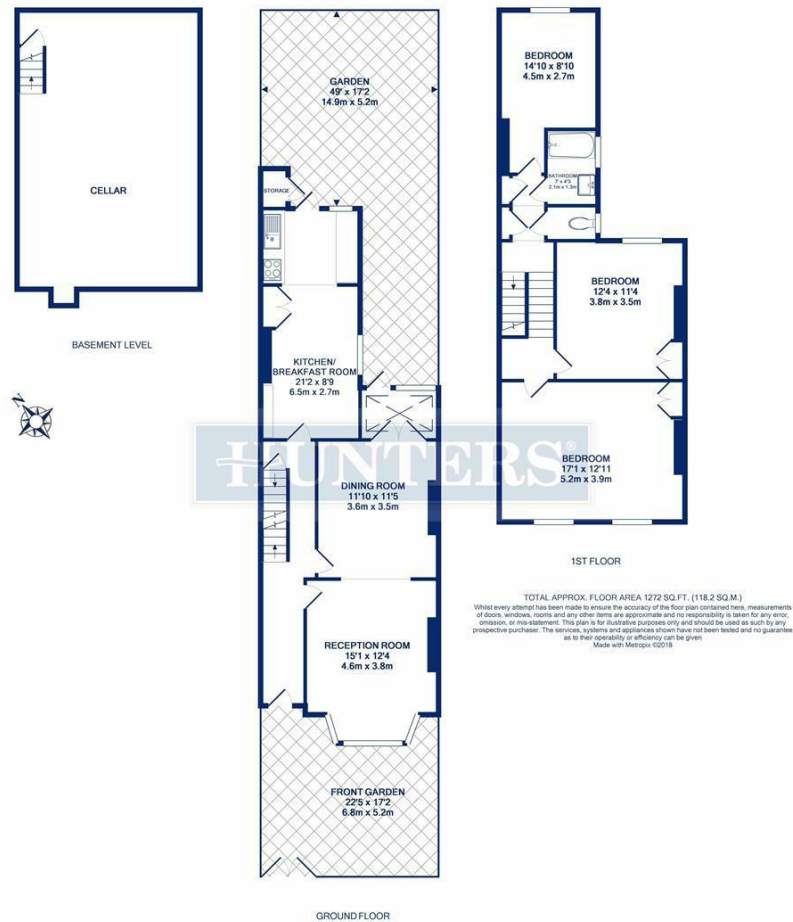 CELLAR
BASEMENT LEVEL
N
GARDEN
49' x 17'2
14.9m x 5.2m
STORAGE
KITCHEN/
BREAKFAST ROOM
21'2 x 8'9
6.5m x 2.7m
HUNTERS®
DINING ROOM
11'10 x 11'5
3.6m x 3.5m
RECEPTION ROOM
15'1 x 12'4
4.6m x 3.8m
FRONT GARDEN
22'5 x 17'2
6.8m x 5.2m
GROUND FLOOR
BEDROOM
14'10 x 8'10
4.5m x 2.7m
BATHROOM
7' x 4'3
2.1m x 1.3m
BEDROOM
12'4 x 11'4
3.8m x 3.5m
BEDROOM
17'1 x 12'11
5.2m x 3.9m
1ST FLOOR
TOTAL APPROX. FLOOR AREA 1272 SQ.FT. (118.2 SQ.M.)
Whilst every attempt has been made to ensure the accuracy of the floor plan contained here, measurements
of doors, windows, rooms and any other items are approximate and no responsibility is taken for any error,
omission, or mis-statement. This plan is for illustrative purposes only and should be used as such by any
prospective purchaser. The services, systems and appliances shown have not been tested and no guarantee
as to their operability or efficiency can be given
Made with Metropix ©2018